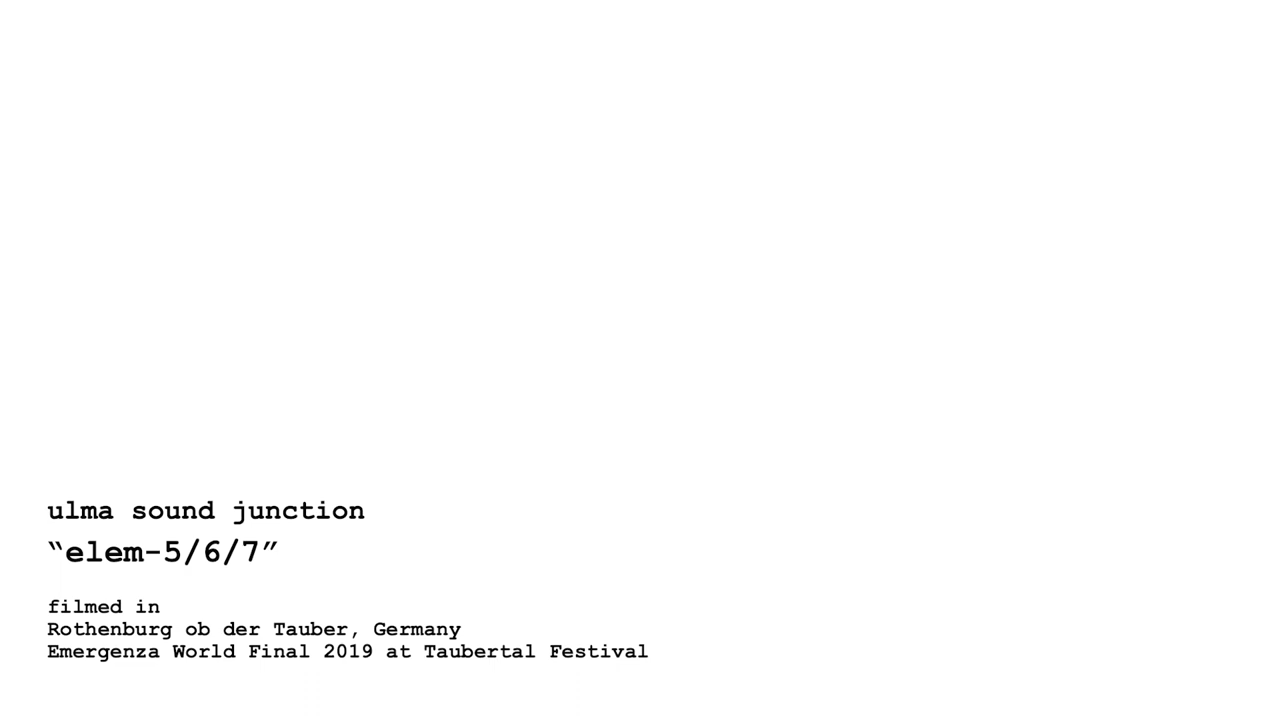 ulma sound junction
“elem-5/6/7”
filmed in
Rothenburg ob der Tauber, Germany
Emergenza World Final 2019 at Taubertal Festival